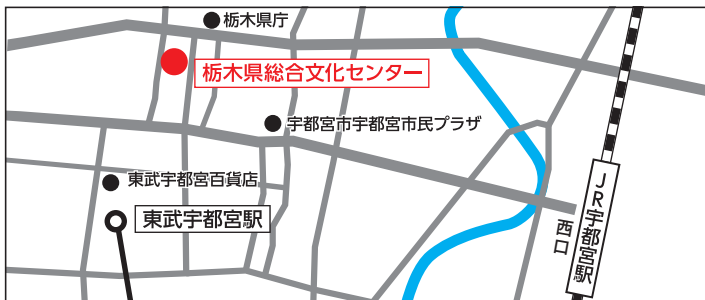 栃木県庁
栃木県総合文化センター
宇都宮市宇都宮市民プラザ
東武宇都宮百貨店
東武宇都宮駅
JR宇都宮駅
西口